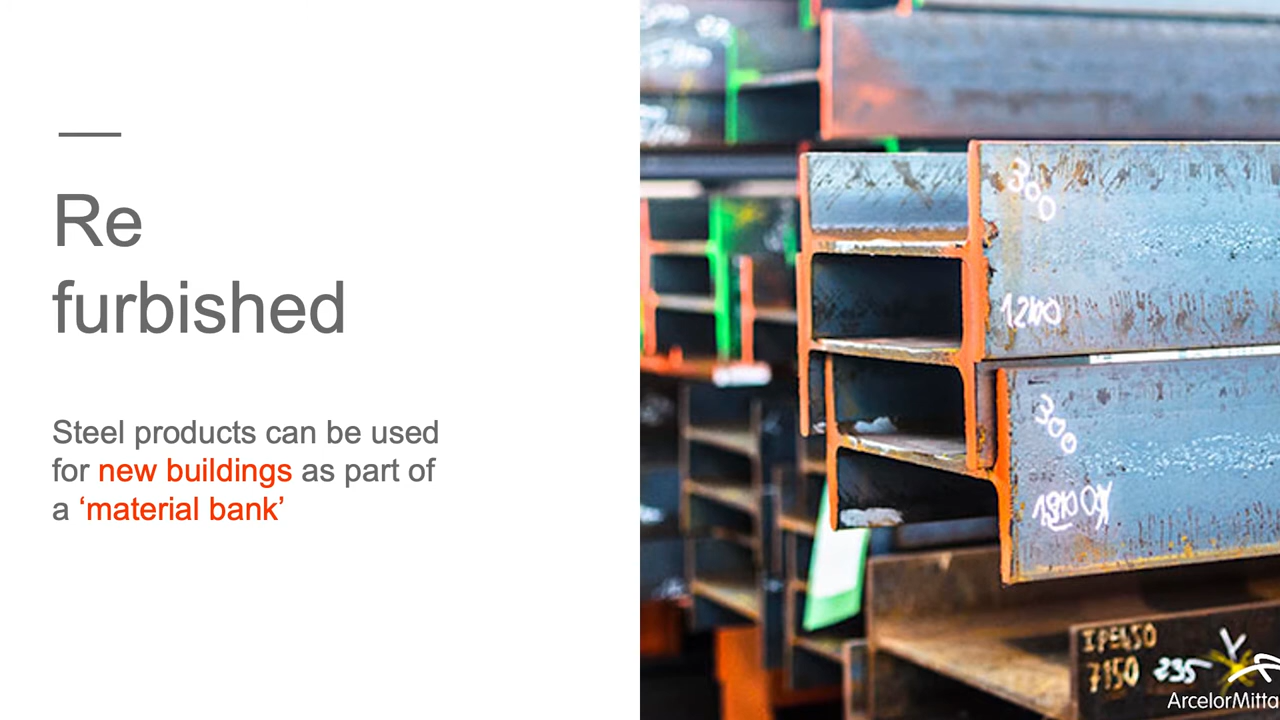 Re
furbished
Steel products can be used
for new buildings as part of
a ‘material bank’
300
1200
300
7150 235
ArcelorMitta